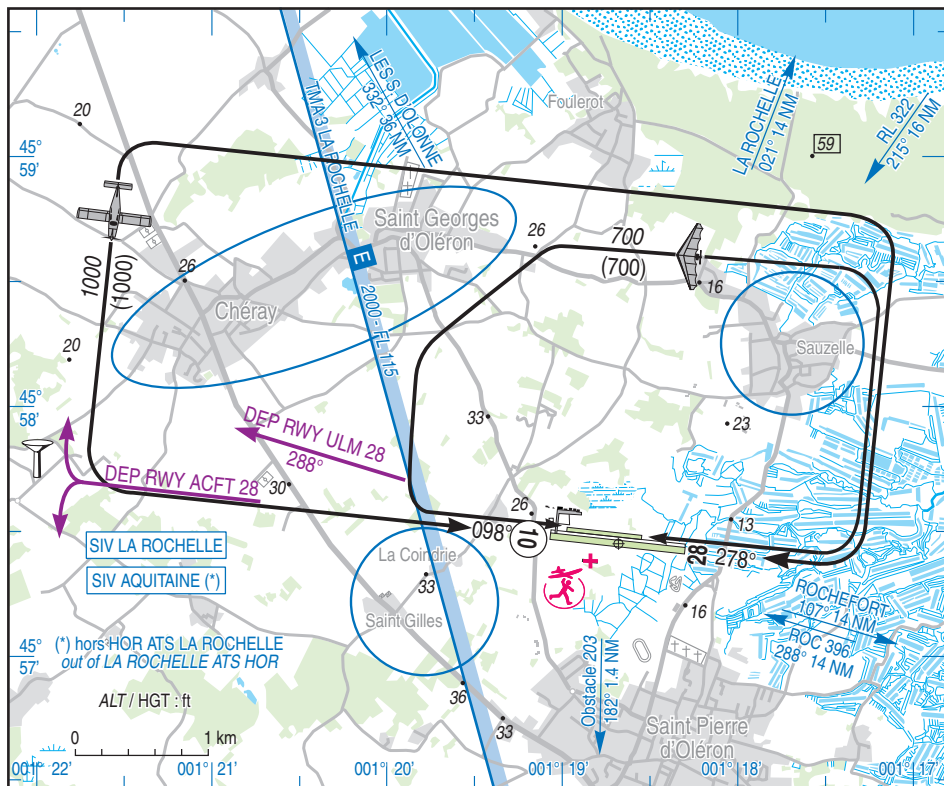 20
TMA 3 LA ROCHELLE
LES S. D'OLONNE
332° 36 NM
Foulerot
LA ROCHELLE
021° 14 NM
59
RL 322
215° 16 NM
45°
59'
Saint Georges
d'Oléron
26
700
(700)
16
E
1000
(1000)
26
Chéray
2000 - FL 115
Sauzelle
20
45°
58'
DEP RWY ULM 28
288°
33
23
DEP RWY ACFT 28
30
26
098°
10
13
28
278°
SIV LA ROCHELLE
SIV AQUITAINE (*)
La Coindrie
33
Saint Gilles
16
ROCHEFORT
107° 14 NM
ROC 396
288° 14 NM
(*) hors HOR ATS LA ROCHELLE
out of LA ROCHELLE ATS HOR
45°
57'
ALT / HGT : ft
36
33
Obstacle 203
182° 1.4 NM
Saint Pierre
d'Oléron
0 1 km
001° 22' 001° 21' 001° 20' 001° 19' 001° 18' 001° 17'